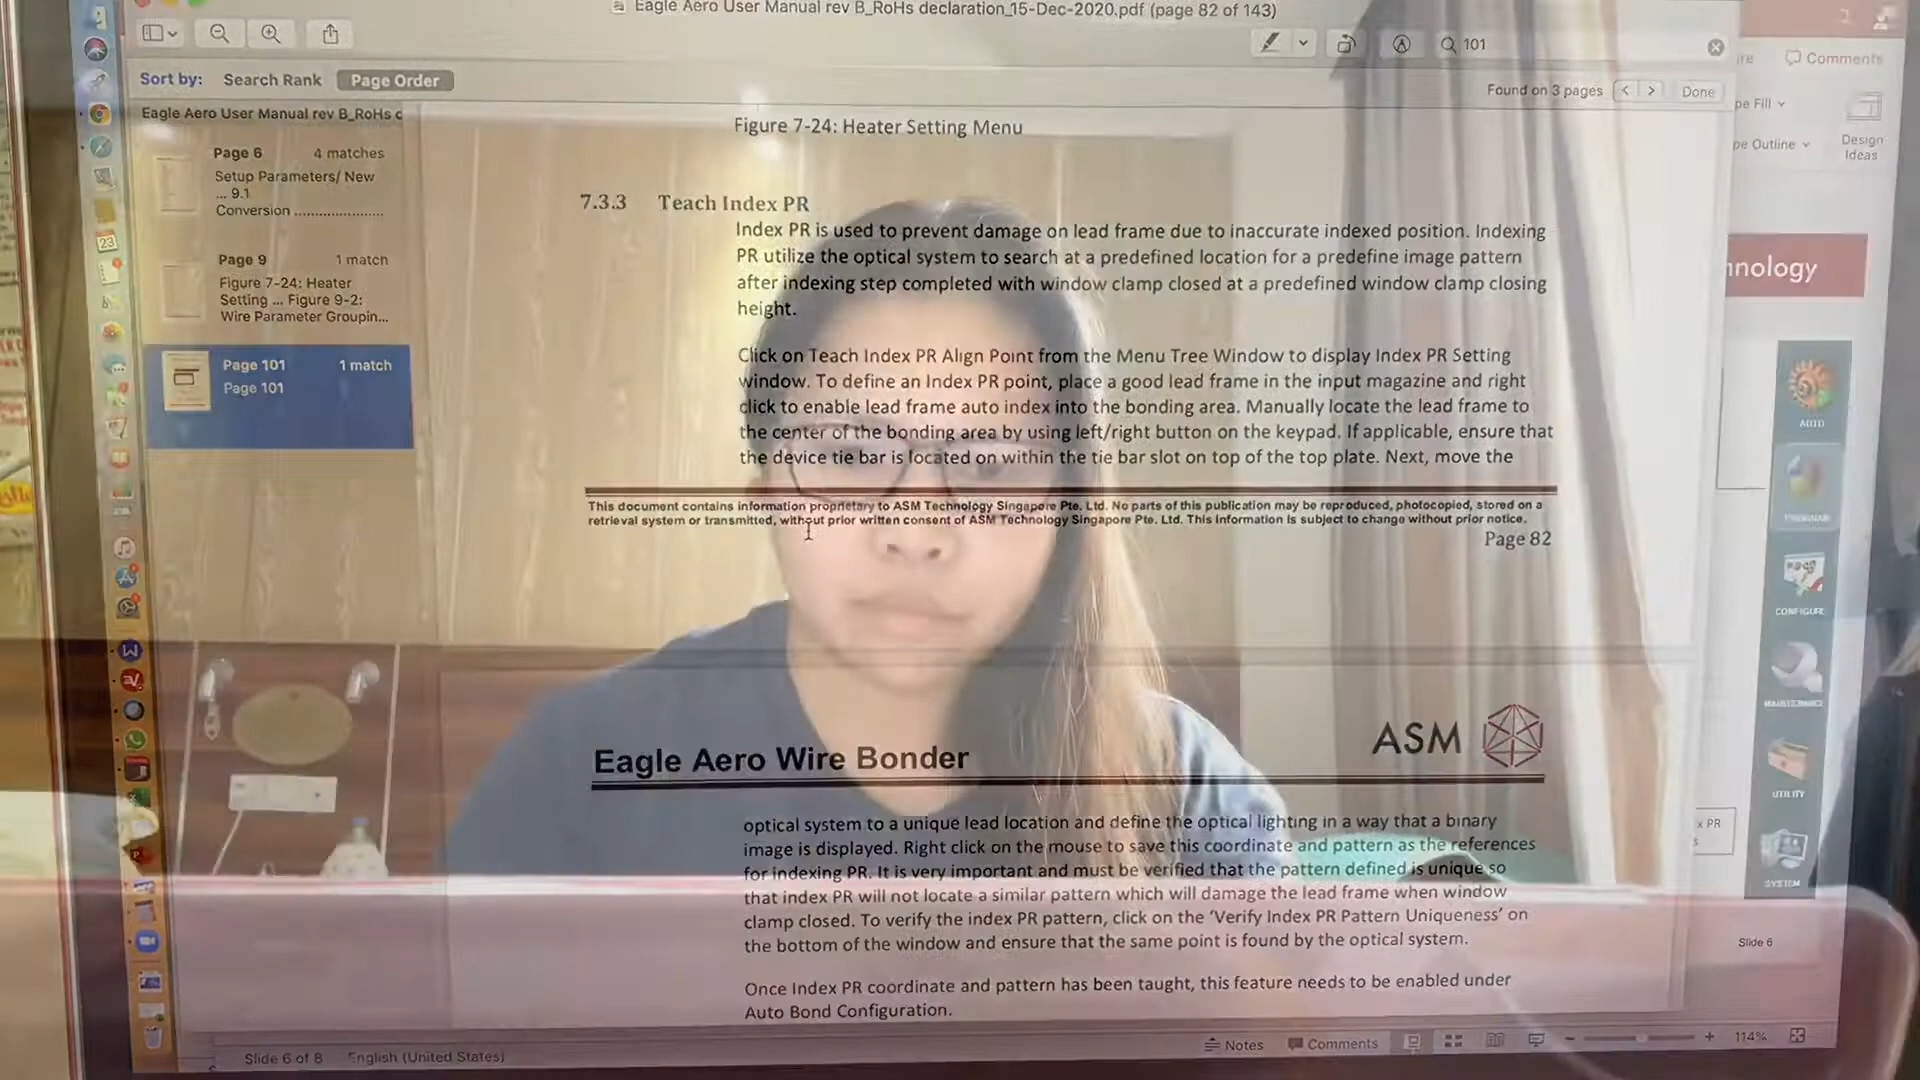 Eagle Aero User Manual rev B_RoHs declaration_15-Dec-2020.pdf (page 82 of 143)
101
Sort by: Search Rank Page Order
Found on 3 pages
Done
Comments
Eagle Aero User Manual rev B_RoHs c
pe Fill
pe Outline
Design
Ideas
Page 6 4 matches
Setup Parameters/ New
... 9.1
Conversion ......................
Page 9 1 match
Figure 7-24: Heater
Setting ... Figure 9-2:
Wire Parameter Groupin...
Page 101 1 match
Page 101
Figure 7-24: Heater Setting Menu
7.3.3 Teach Index PR
Index PR is used to prevent damage on lead frame due to inaccurate indexed position. Indexing
PR utilize the optical system to search at a predefined location for a predefine image pattern
after indexing step completed with window clamp closed at a predefined window clamp closing
height.
Click on Teach Index PR Align Point from the Menu Tree Window to display Index PR Setting
window. To define an Index PR point, place a good lead frame in the input magazine and right
click to enable lead frame auto index into the bonding area. Manually locate the lead frame to
the center of the bonding area by using left/right button on the keypad. If applicable, ensure that
the device tie bar is located on within the tie bar slot on top of the top plate. Next, move the
This document contains information proprietary to ASM Technology Singapore Pte. Ltd. No parts of this publication may be reproduced, photocopied, stored on a
retrieval system or transmitted, without prior written consent of ASM Technology Singapore Pte. Ltd. This information is subject to change without prior notice.
Page 82
Eagle Aero Wire Bonder
ASM
optical system to a unique lead location and define the optical lighting in a way that a binary
image is displayed. Right click on the mouse to save this coordinate and pattern as the references
for indexing PR. It is very important and must be verified that the pattern defined is unique so
that index PR will not locate a similar pattern which will damage the lead frame when window
clamp closed. To verify the index PR pattern, click on the ‘Verify Index PR Pattern Uniqueness’ on
the bottom of the window and ensure that the same point is found by the optical system.
Once Index PR coordinate and pattern has been taught, this feature needs to be enabled under
Auto Bond Configuration.
nology
AUTO
PROGRAM
CONFIGURE
MAINTENANCE
UTILITY
SYSTEM
x PR
Slide 6
23
Slide 6 of 8 English (United States)
Notes Comments
114%